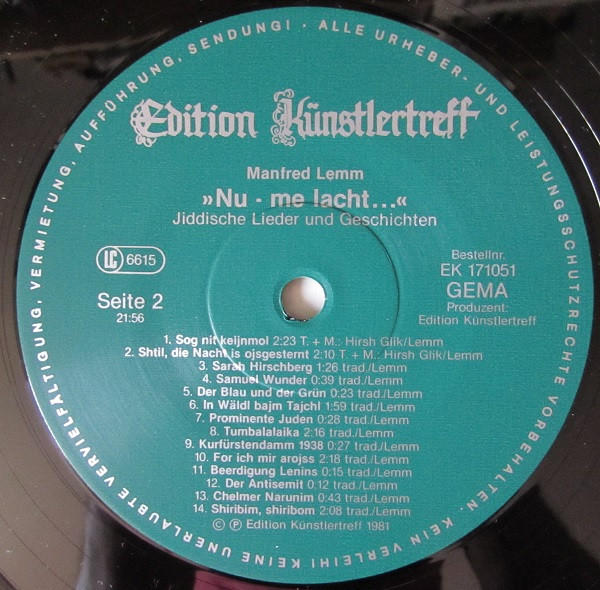 ALLE URHEBER- UND LEISTUNGSSCHUTZRECHTE VORBEHALTEN. KEIN VERLEIH! KEINE UNERLAUBTE VERVIELFÄLTIGUNG, VERMIETUNG, AUFFÜHRUNG, SENDUNG! ·
Edition Künstlertreff
Manfred Lemm
»Nu - me lacht...«
Jiddische Lieder und Geschichten
LC 6615
Seite 2
21:56
Bestellnr.
EK 171051
GEMA
Produzent:
Edition Künstlertreff
1. Sog nit keijnmol 2:23 T. + M.: Hirsh Glik/Lemm
2. Shtil, die Nacht is ojsgesternt 2:10 T. + M.: Hirsh Glik/Lemm
3. Sarah Hirschberg 1:26 trad./Lemm
4. Samuel Wunder 0:39 trad./Lemm
5. Der Blau und der Grün 0:23 trad./Lemm
6. In Wäldl bajm Tajchl 1:59 trad./Lemm
7. Prominente Juden 0:28 trad./Lemm
8. Tumbalalaika 2:16 trad./Lemm
9. Kurfürstendamm 1938 0:27 trad./Lemm
10. For ich mir arojss 2:18 trad./Lemm
11. Beerdigung Lenins 0:15 trad./Lemm
12. Der Antisemit 0:12 trad./Lemm
13. Chelmer Narunim 0:43 trad./Lemm
14. Shiribim, shiribom 2:08 trad./Lemm
© ℗ Edition Künstlertreff 1981